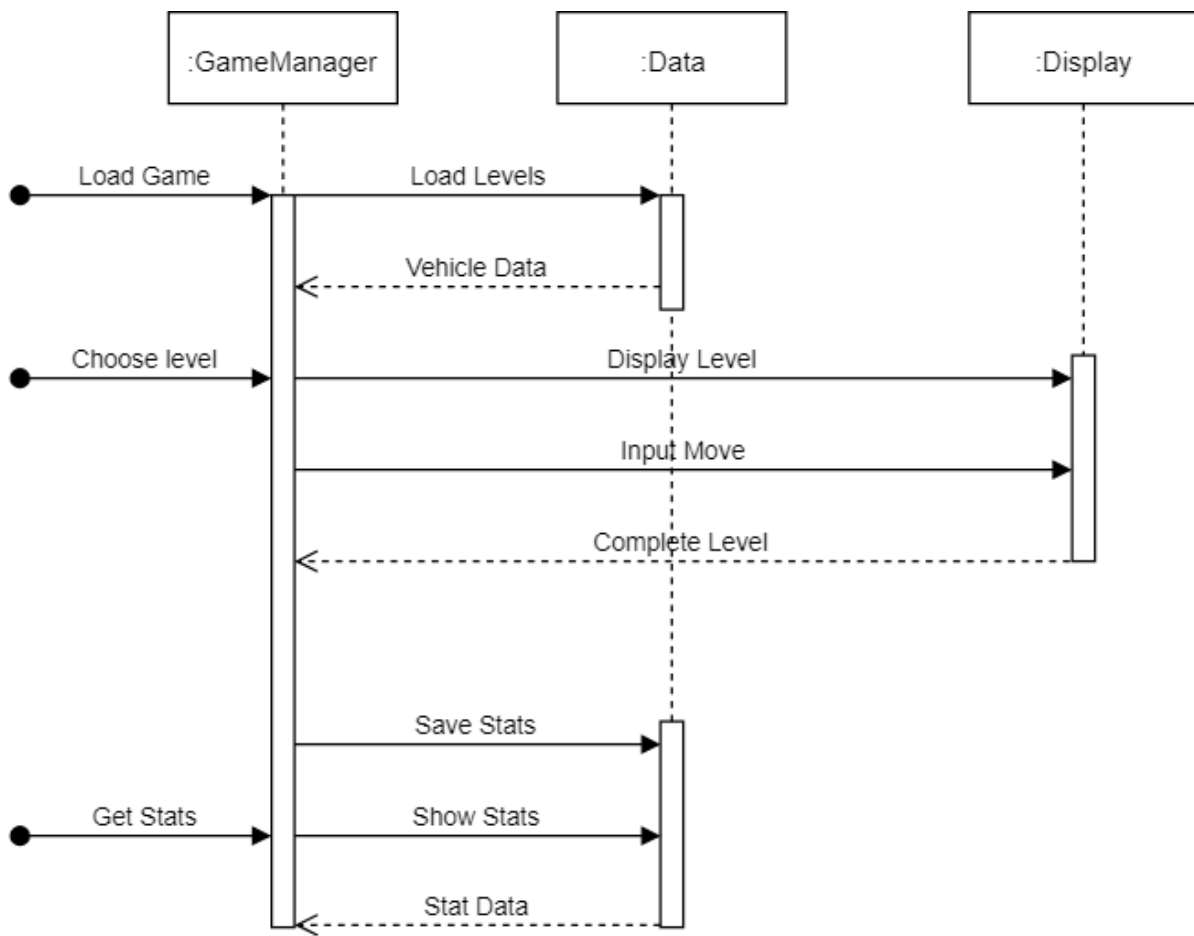 :GameManager
:Data
:Display
Load Game
Load Levels
Vehicle Data
Choose level
Display Level
Input Move
Complete Level
Save Stats
Get Stats
Show Stats
Stat Data